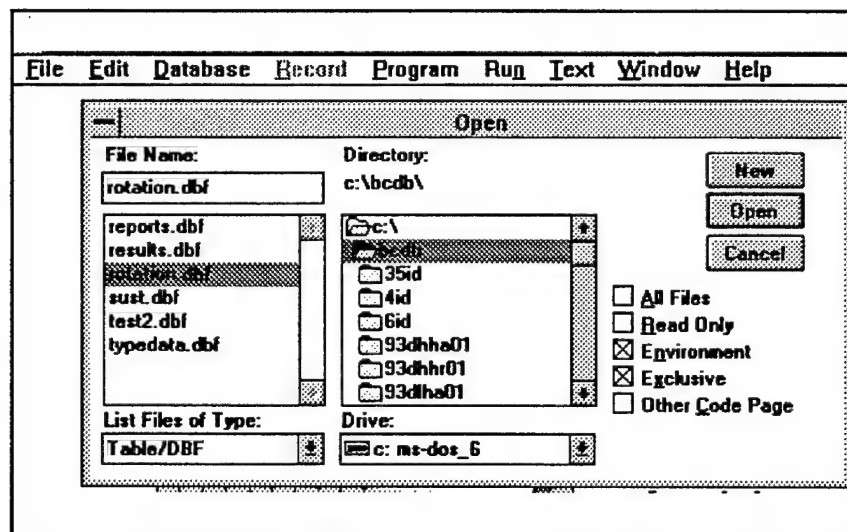 File Edit Database Record Program Run Text Window Help
Open
File Name:
rotation.dbf
reports.dbf
results.dbf
rotation.dbf
sust.dbf
test2.dbf
typedata.dbf
List Files of Type:
Table/DBF
Directory:
c:\bcdb\
c:\
bcdb
35id
4id
6id
93dhha01
93dhhr01
93dlha01
Drive:
c: ms-dos_6
New
Open
Cancel
All Files
Read Only
Environment
Exclusive
Other Code Page